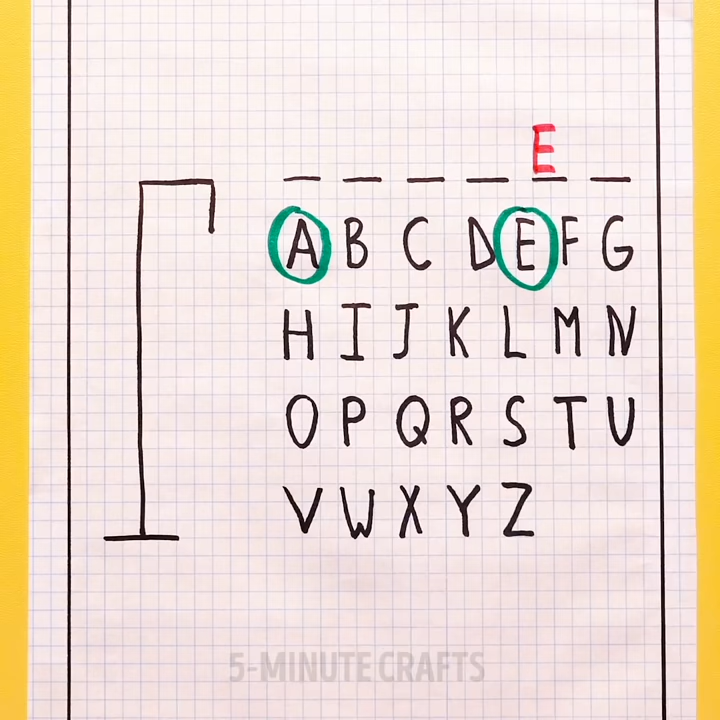 E
A B C D E F G
H I J K L M N
O P Q R S T U
V W X Y Z
5-MINUTE CRAFTS